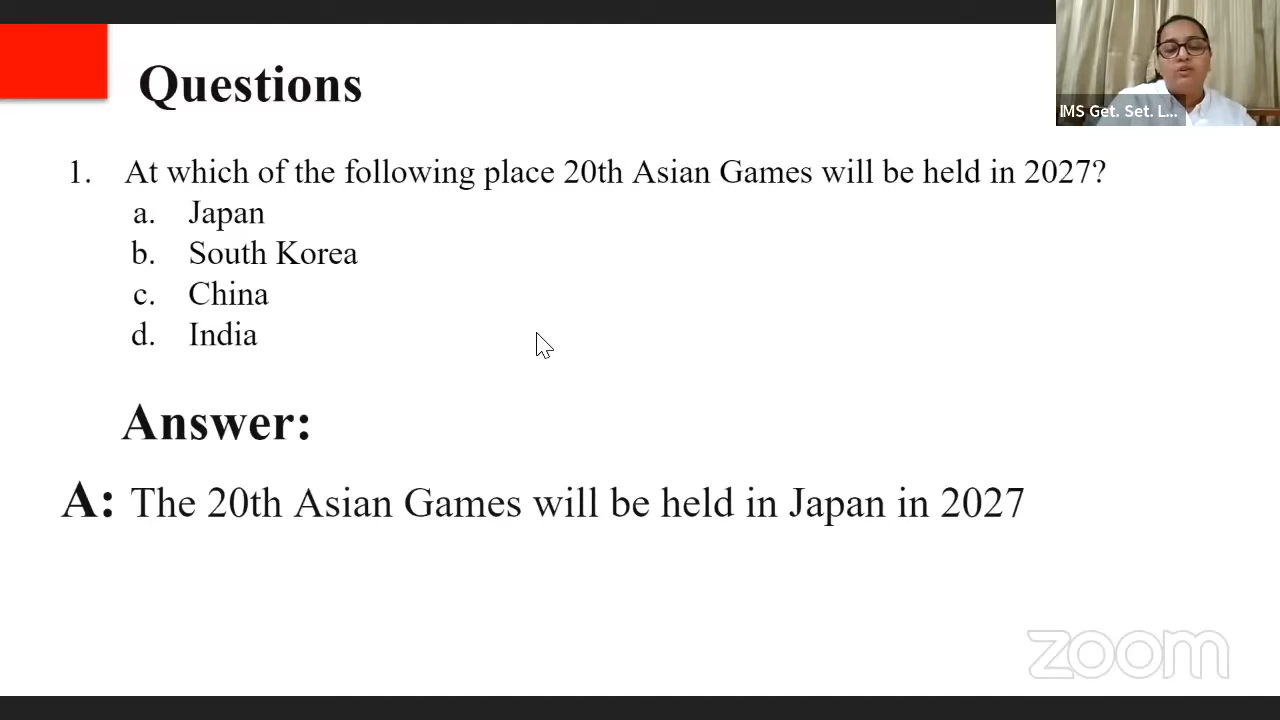 Questions
IMS Get. Set. L...
1. At which of the following place 20th Asian Games will be held in 2027?
a. Japan
b. South Korea
c. China
d. India
Answer:
A: The 20th Asian Games will be held in Japan in 2027
zoom